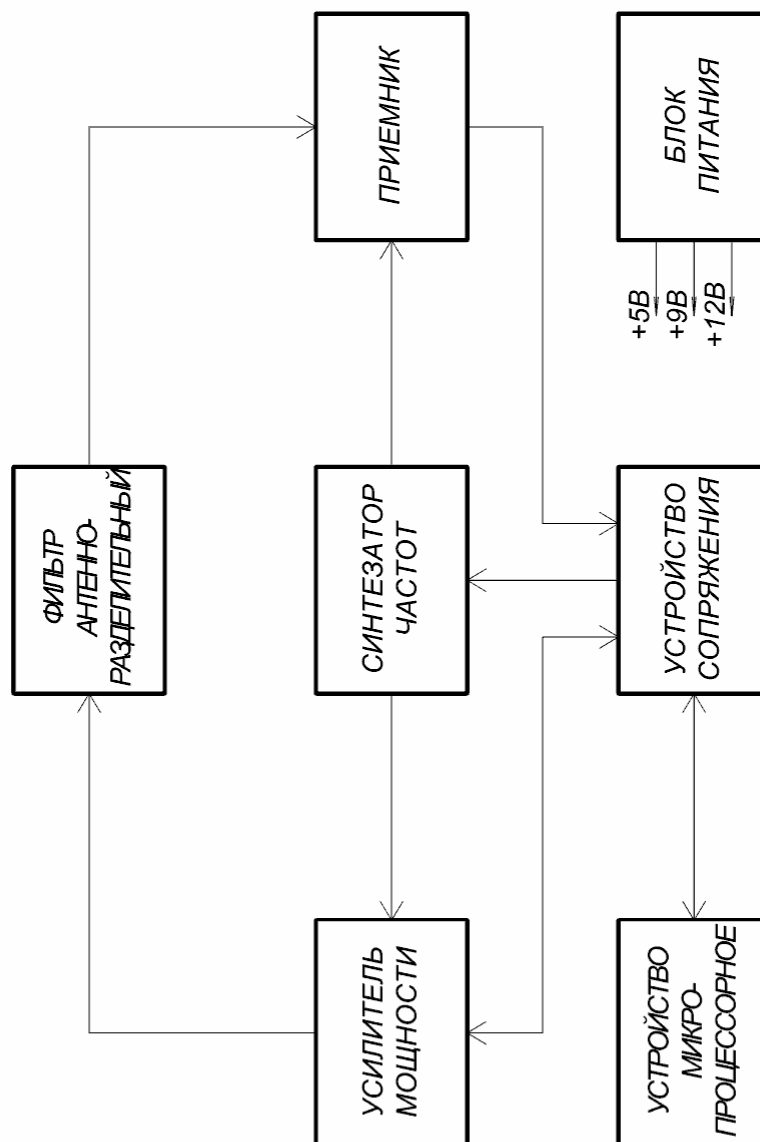 ФИЛЬТР
АНТЕННО-
РАЗДЕЛИТЕЛЬНЫЙ
УСИЛИТЕЛЬ
МОЩНОСТИ
СИНТЕЗАТОР
ЧАСТОТ
ПРИЕМНИК
УСТРОЙСТВО
МИКРО-
ПРОЦЕССОРНОЕ
УСТРОЙСТВО
СОПРЯЖЕНИЯ
+5В
+9В
+12В
БЛОК
ПИТАНИЯ